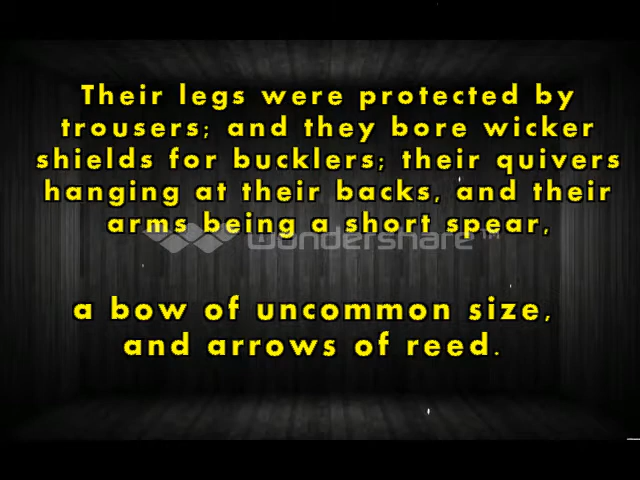 Their legs were protected by
trousers; and they bore wicker
shields for bucklers; their quivers
hanging at their backs, and their
arms being a short spear,
wondershare™
a bow of uncommon size,
and arrows of reed.